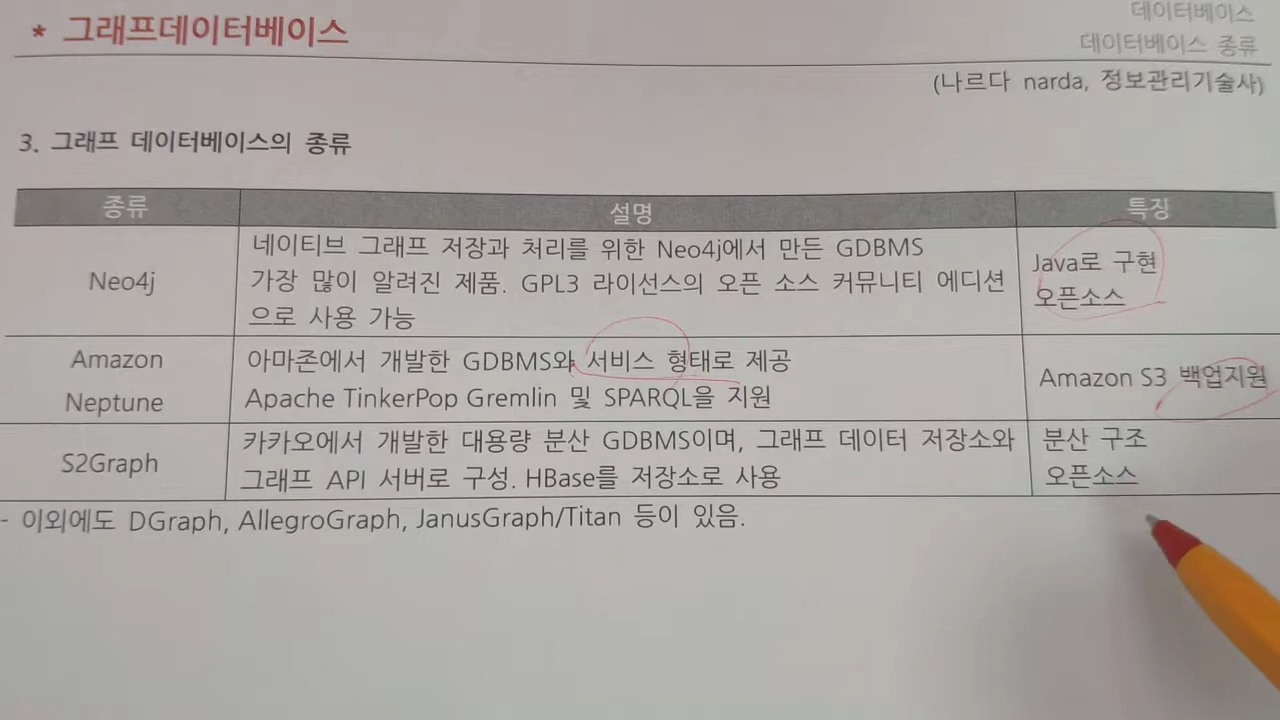 * 그래프데이터베이스
데이터베이스
데이터베이스 종류
(나르다 narda, 정보관리기술사)
3. 그래프 데이터베이스의 종류
종류 설명 특징
Neo4j
네이티브 그래프 저장과 처리를 위한 Neo4j에서 만든 GDBMS
가장 많이 알려진 제품. GPL3 라이선스의 오픈 소스 커뮤니티 에디션
으로 사용 가능
Java로 구현
오픈소스
Amazon
Neptune
아마존에서 개발한 GDBMS와 서비스 형태로 제공
Apache TinkerPop Gremlin 및 SPARQL을 지원
Amazon S3 백업지원
S2Graph
카카오에서 개발한 대용량 분산 GDBMS이며, 그래프 데이터 저장소와
그래프 API 서버로 구성. HBase를 저장소로 사용
분산 구조
오픈소스
- 이외에도 DGraph, AllegroGraph, JanusGraph/Titan 등이 있음.